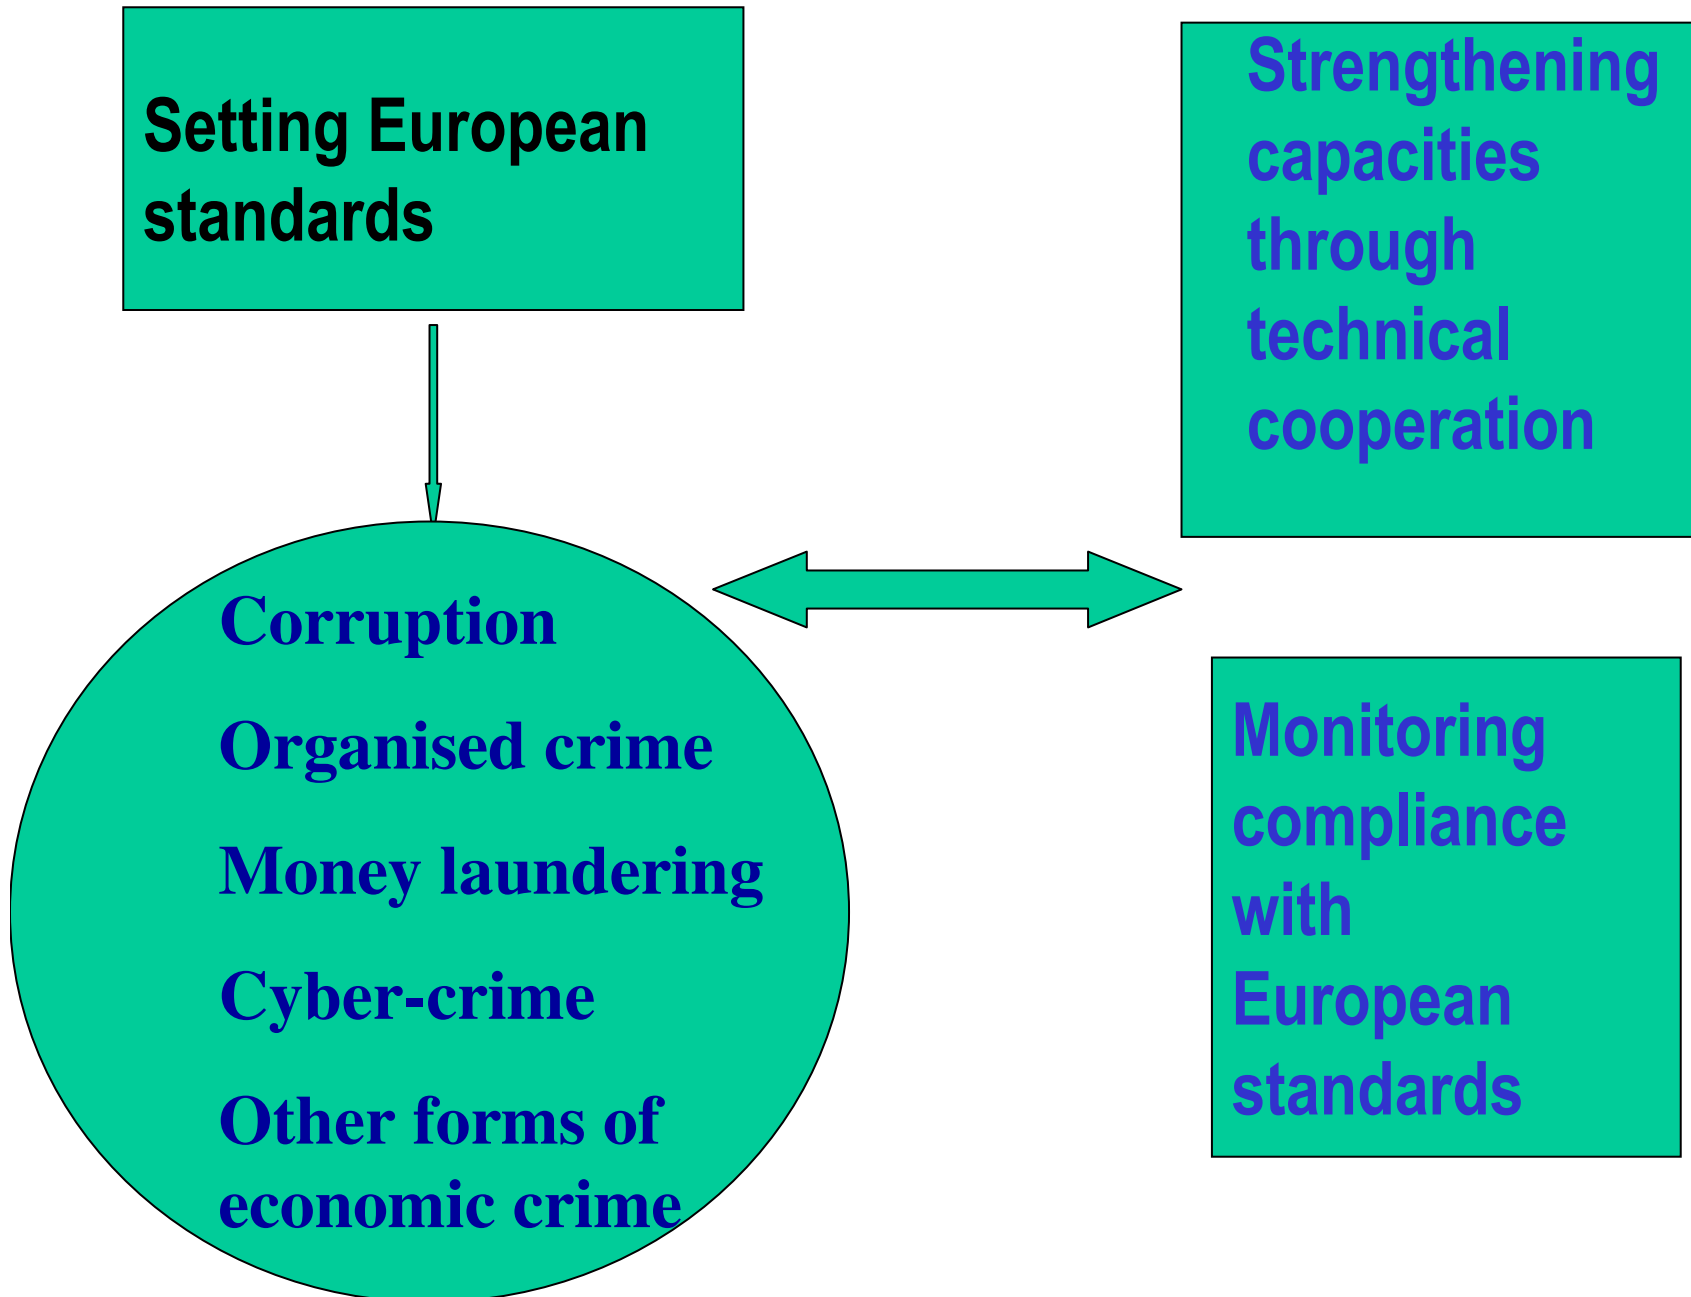 Setting European
standards
Strengthening
capacities
through
technical
cooperation
Corruption
Organised crime
Money laundering
Cyber-crime
Other forms of
economic crime
Monitoring
compliance
with
European
standards